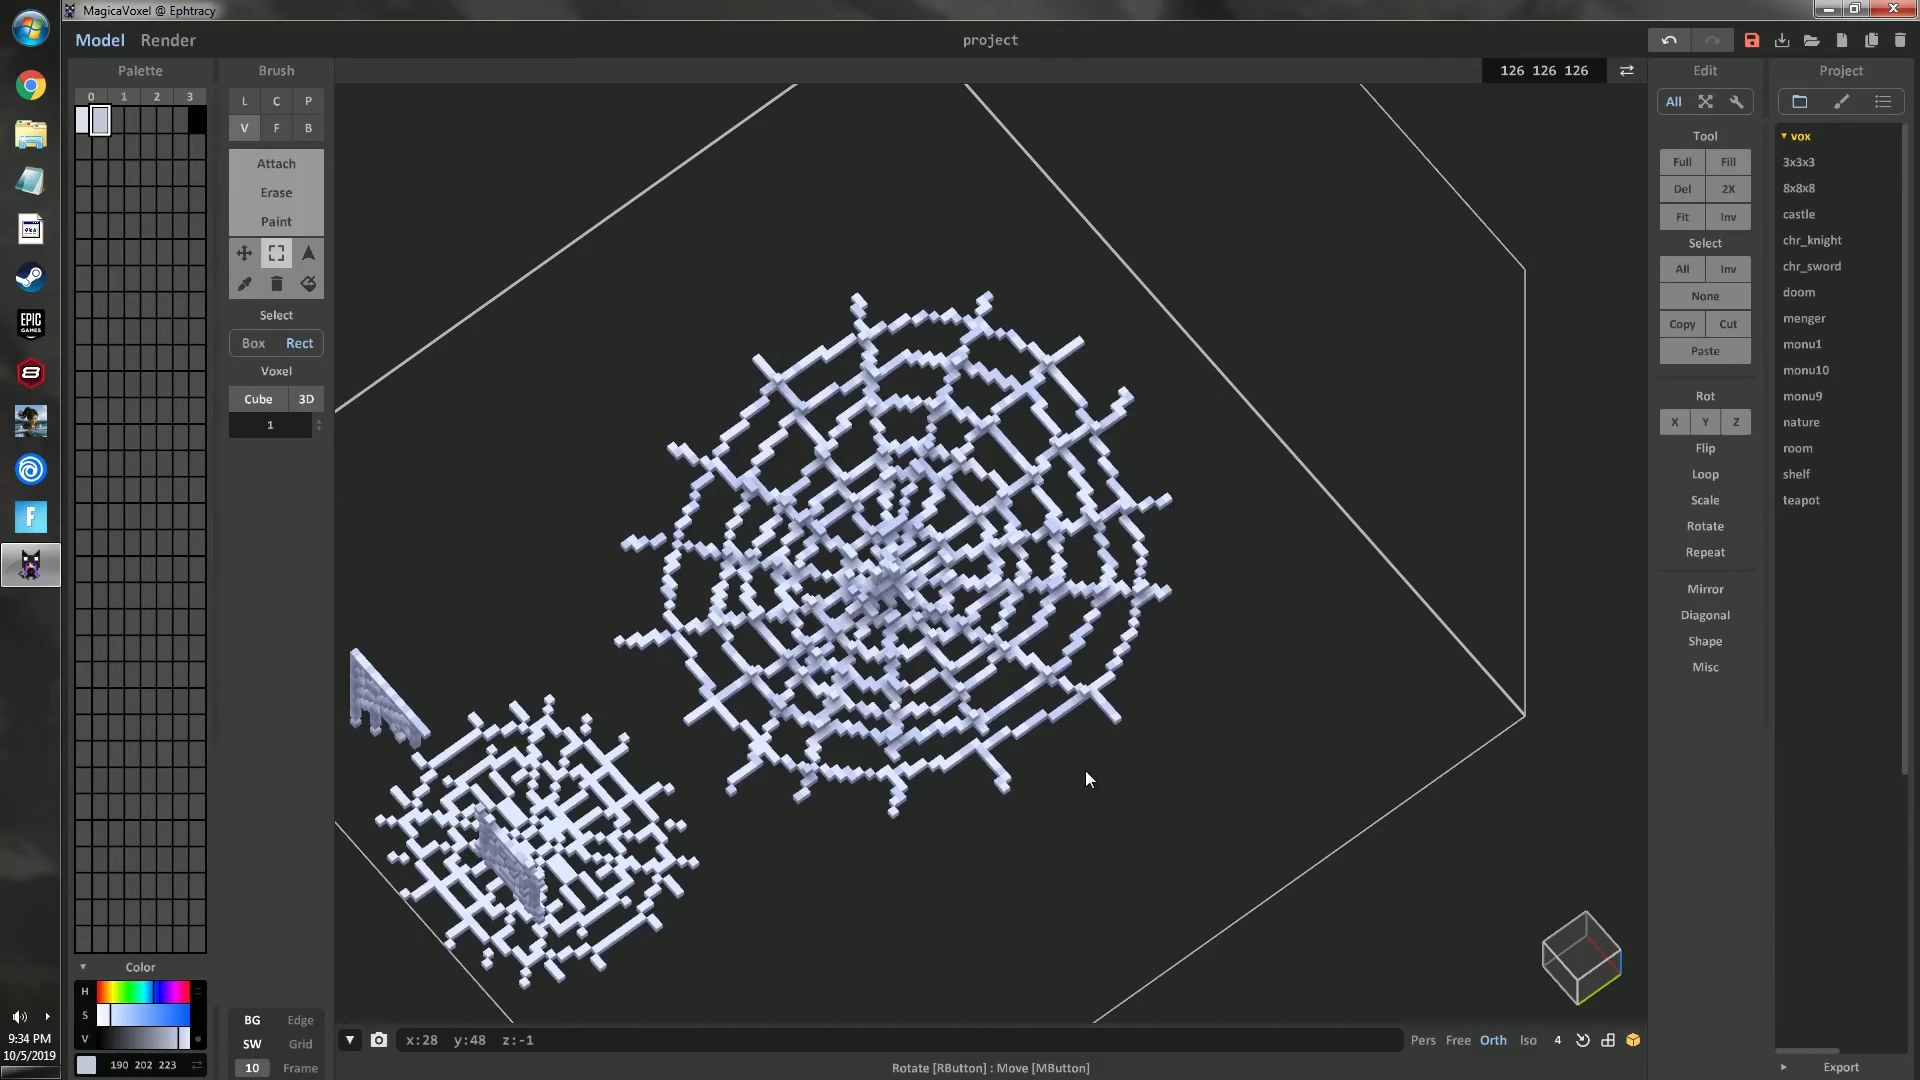 MagicaVoxel @ Ephtracy
Model Render
project
126 126 126
Palette
0 1 2 3
Brush
L C P
V F B
Attach
Erase
Paint
Select
Box Rect
Voxel
Cube 3D
1
Edit
All
Tool
Full Fill
Del 2X
Fit Inv
Select
All Inv
None
Copy Cut
Paste
Rot
X Y Z
Flip
Loop
Scale
Rotate
Repeat
Mirror
Diagonal
Shape
Misc
Project
vox
3x3x3
8x8x8
castle
chr_knight
chr_sword
doom
menger
monu1
monu10
monu9
nature
room
shelf
teapot
Export
EPIC
GAMES
F
9:34 PM
10/5/2019
Color
H
S
V
190 202 223
BG Edge
SW Grid
10 Frame
x:28 y:48 z:-1
Pers Free Orth Iso 4
Rotate [RButton] : Move [MButton]